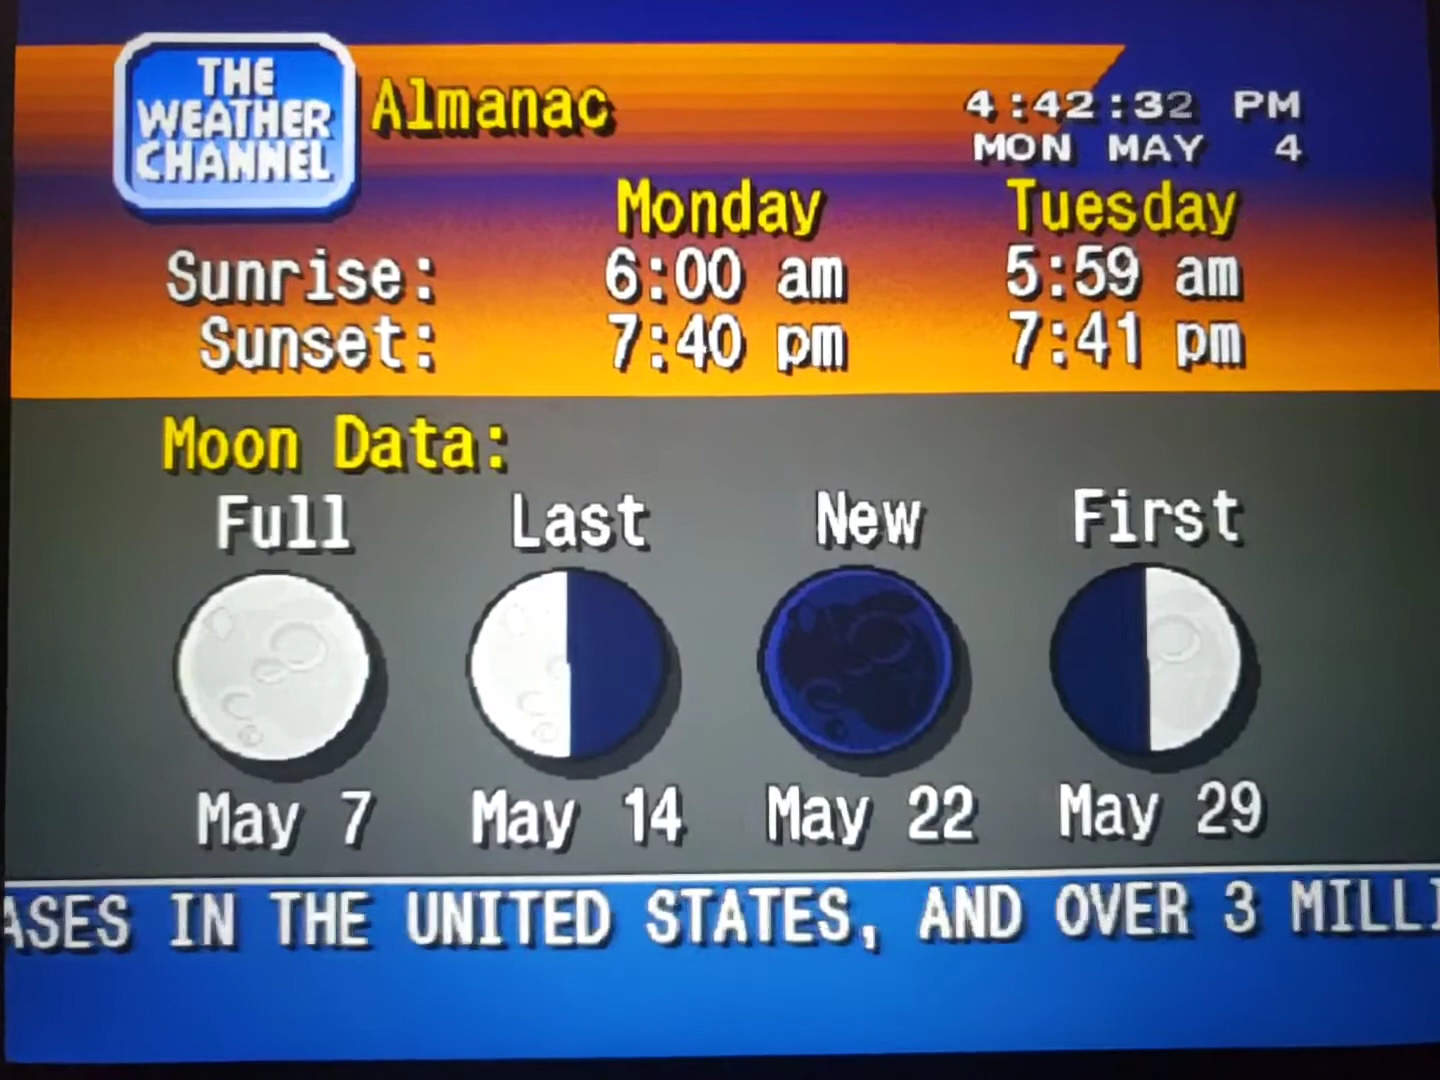 THE
WEATHER
CHANNEL
Almanac
4:42:32 PM
MON MAY 4
Monday Tuesday
Sunrise: 6:00 am 5:59 am
Sunset: 7:40 pm 7:41 pm
Moon Data:
Full Last New First
May 7 May 14 May 22 May 29
ASES IN THE UNITED STATES, AND OVER 3 MILLI